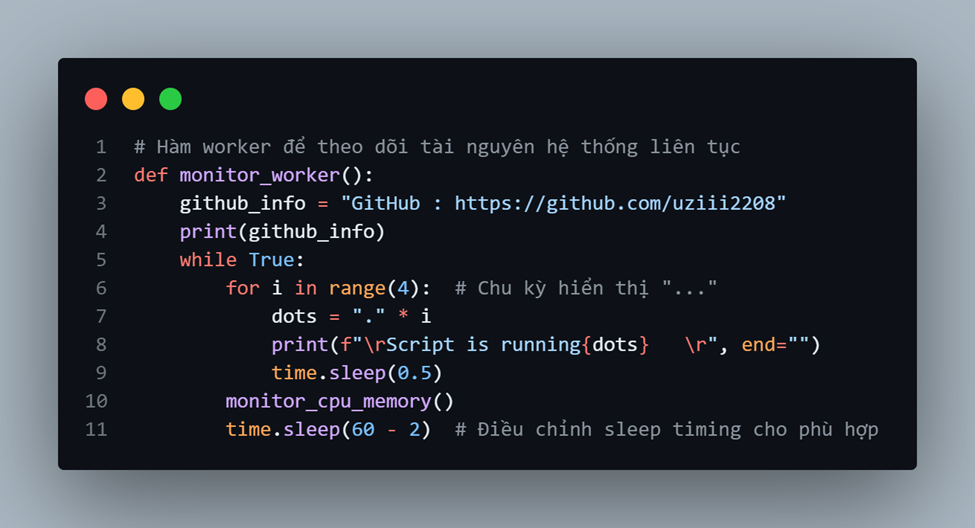 1 # Hàm worker để theo dõi tài nguyên hệ thống liên tục
2 def monitor_worker():
3     github_info = "GitHub : https://github.com/uziii2208"
4     print(github_info)
5     while True:
6         for i in range(4):  # Chu kỳ hiển thị "..."
7             dots = "." * i
8             print(f"\rScript is running{dots}   \r", end="")
9             time.sleep(0.5)
10         monitor_cpu_memory()
11         time.sleep(60 - 2)  # Điều chỉnh sleep timing cho phù hợp